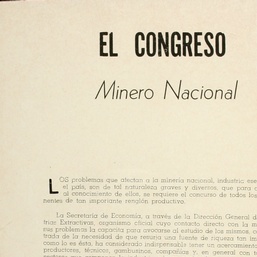 EL CONGRESO
Minero Nacional
LOS problemas que afectan a la minería nacional, industria
el país, son de tal naturaleza graves y diversos, que para
al conocimiento de ellos, se requiere el concurso de todos
nentes de tan importante renglón productivo.
La Secretaría de Economía, a través de la Dirección General
trias Extractivas, organismo oficial cuyo contacto directo con
sus problemas la capacita para avocarse al estudio de los mismos,
trada de la necesidad de que reviva una fuente de riqueza tan
como lo es ésta, ha considerado indispensable tener un acercamiento
productores, técnicos, gambusinos, compañías y, en general con